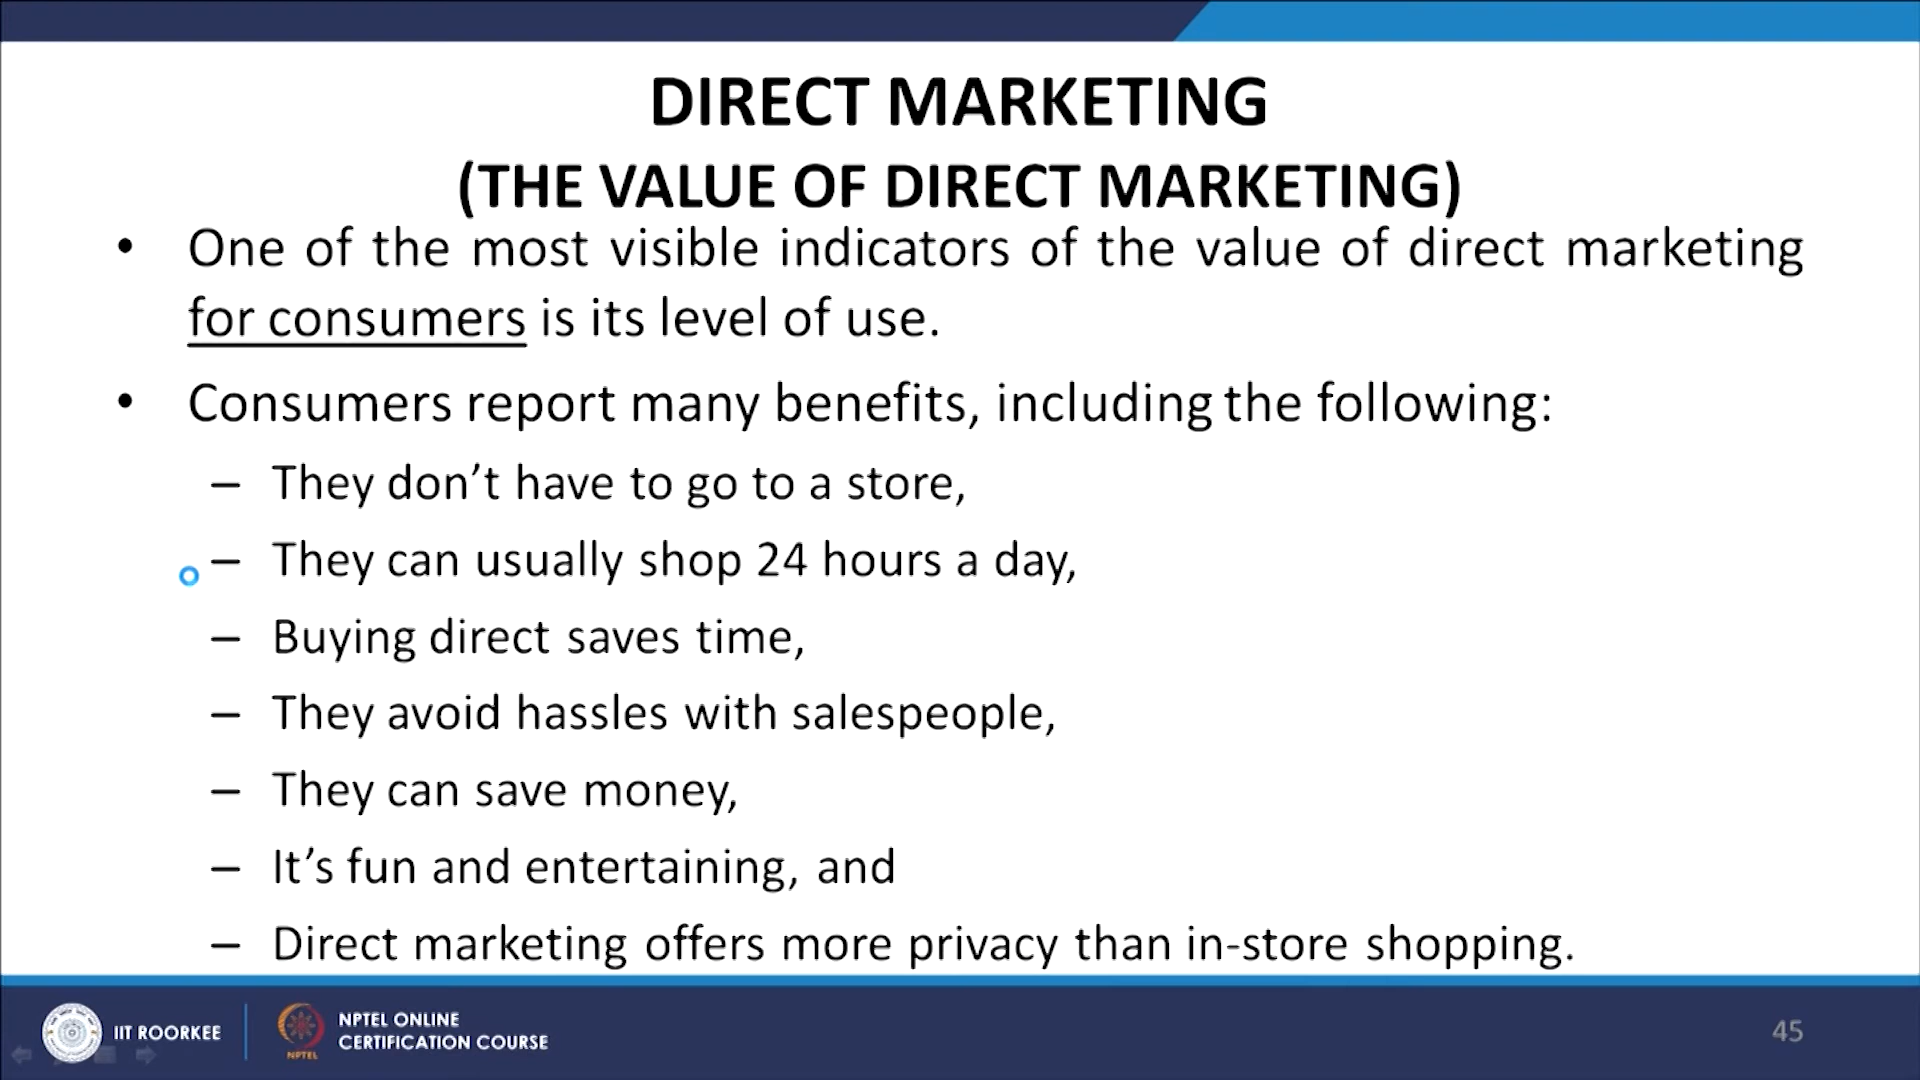 DIRECT MARKETING
(THE VALUE OF DIRECT MARKETING)
• One of the most visible indicators of the value of direct marketing
for consumers is its level of use.
• Consumers report many benefits, including the following:
– They don’t have to go to a store,
– They can usually shop 24 hours a day,
– Buying direct saves time,
– They avoid hassles with salespeople,
– They can save money,
– It’s fun and entertaining, and
– Direct marketing offers more privacy than in-store shopping.
IIT ROORKEE
NPTEL
NPTEL ONLINE
CERTIFICATION COURSE
45